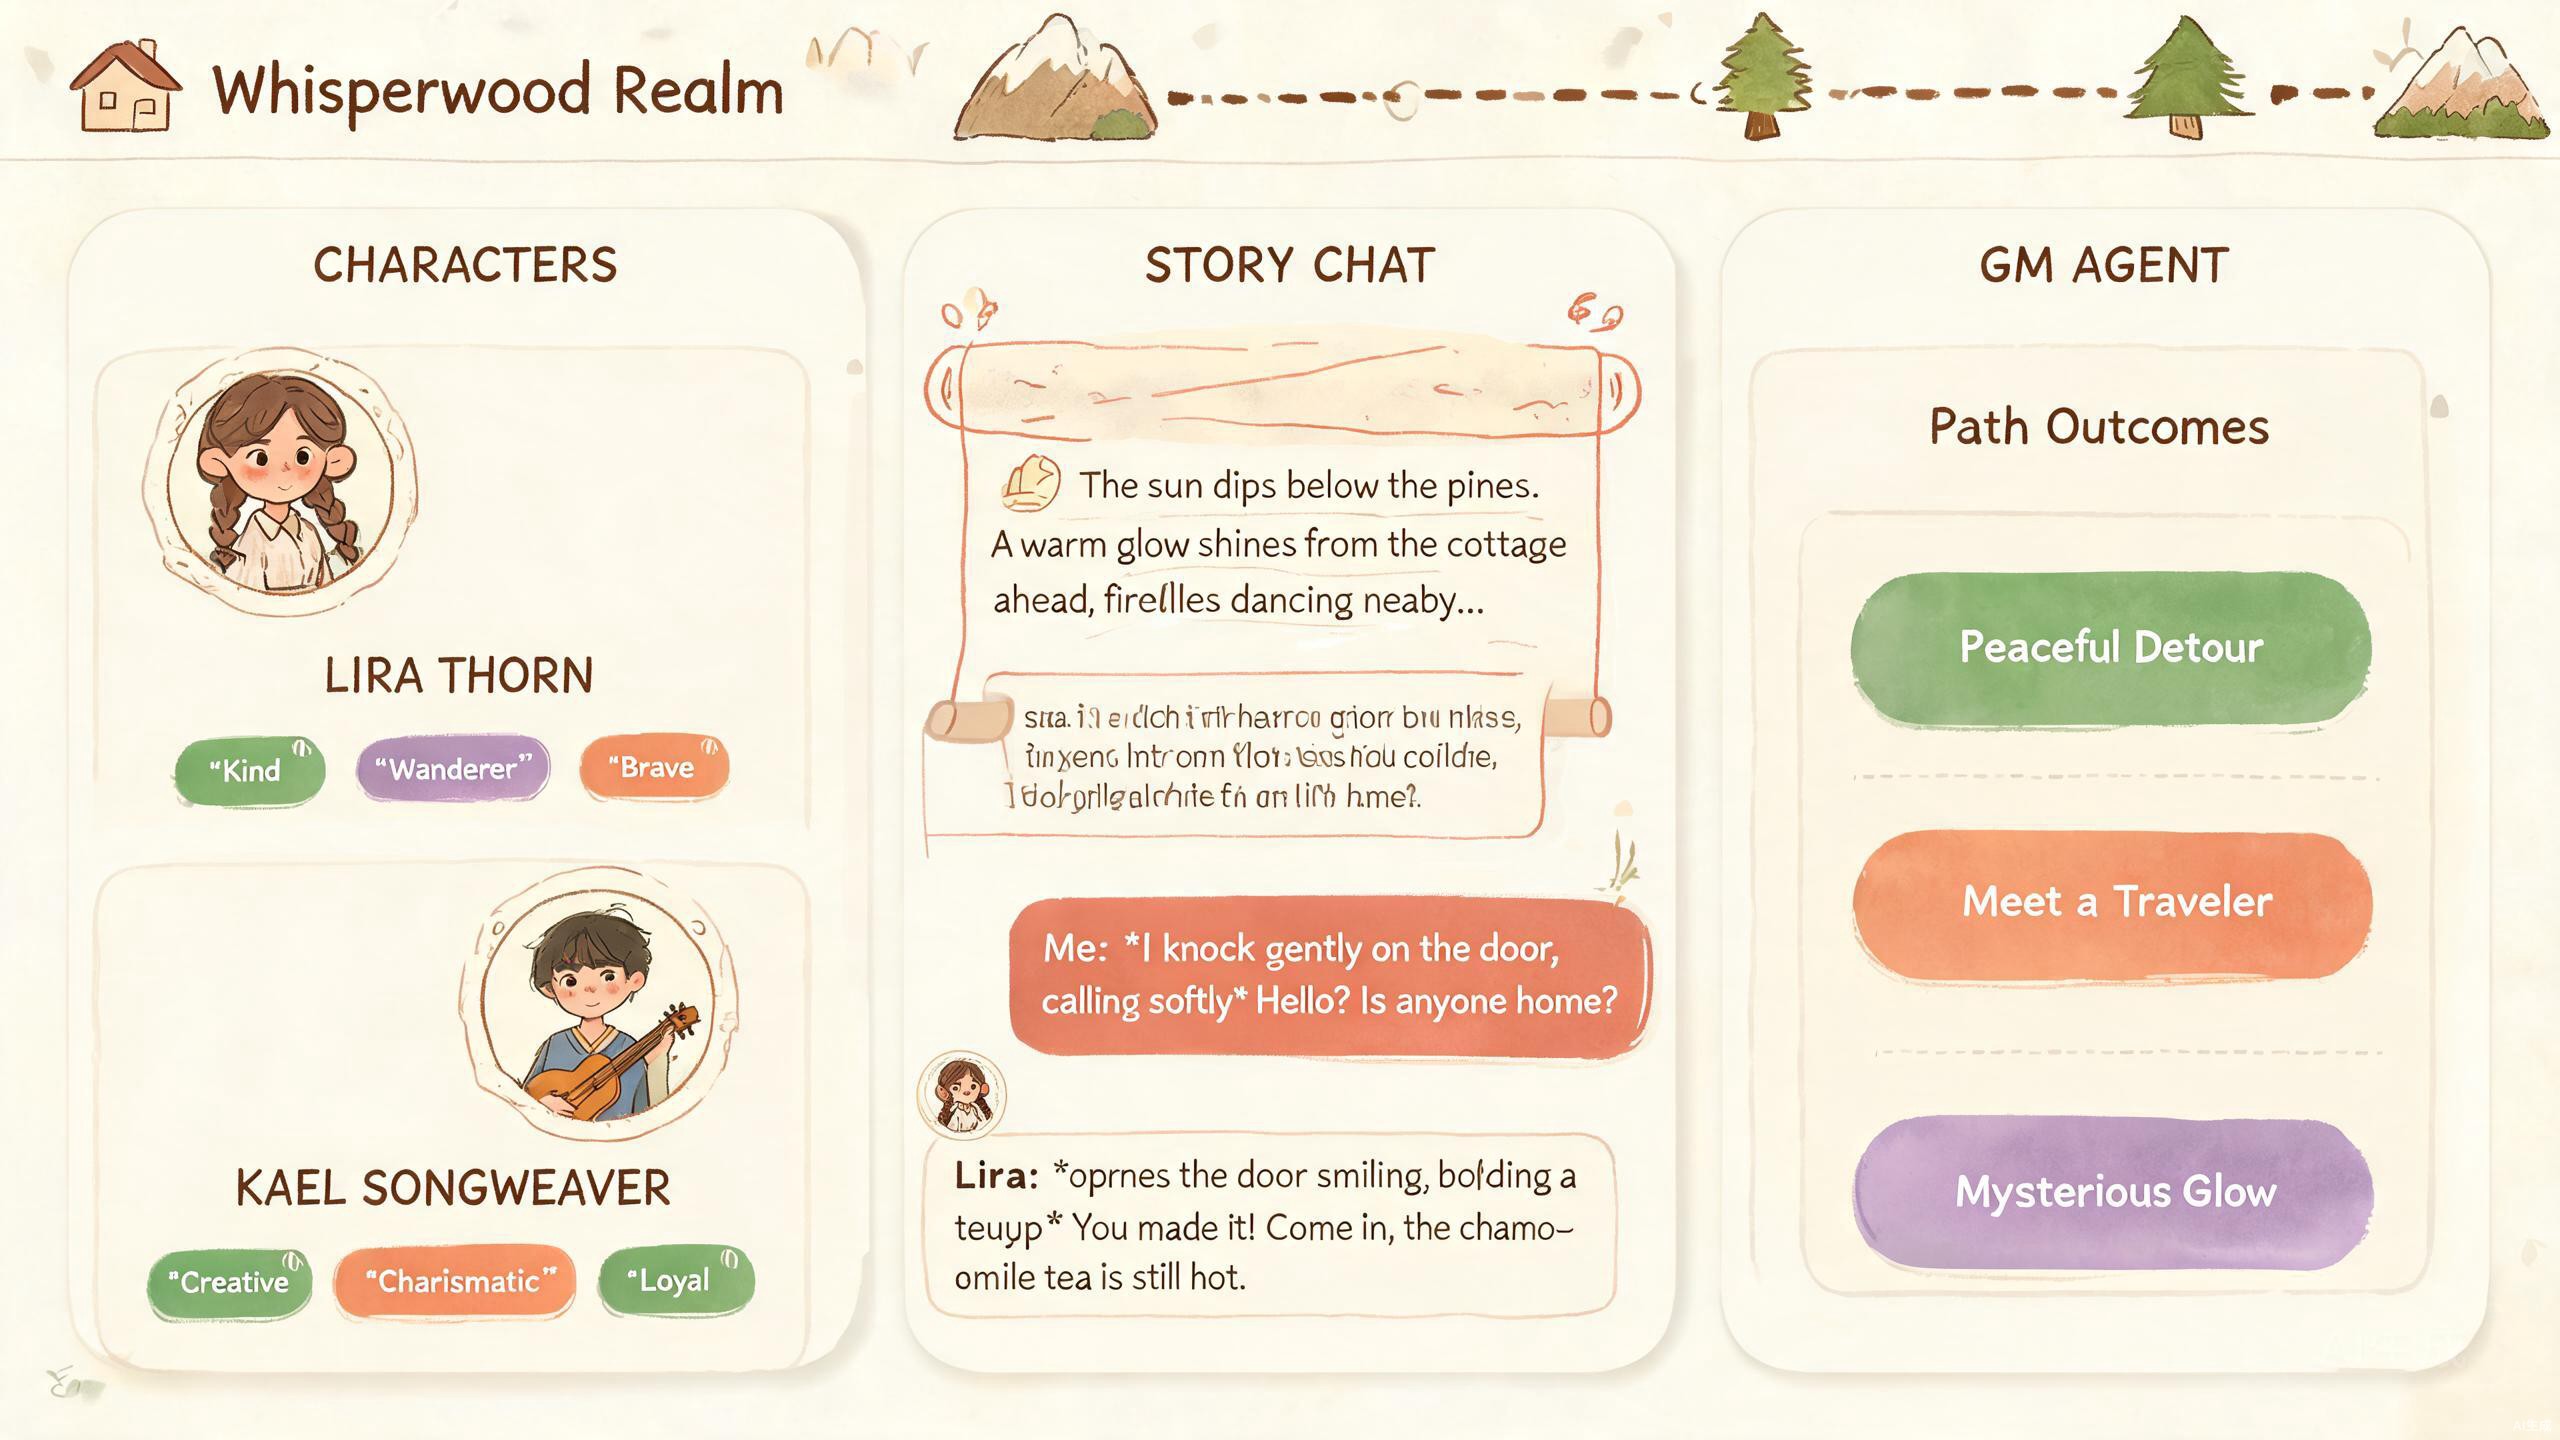 Whisperwood Realm
CHARACTERS
LIRA THORN
“Kind
“Wanderer”
“Brave
KAEL SONGWEAVER
“Creative
“Charismatic”
“Loyal
STORY CHAT
The sun dips below the pines.
A warm glow shines from the cottage
ahead, dancing neaby...
Me: *I knock gently on the door,
calling softly* Hello? Is anyone home?
Lira: *oprnes the door smiling, a
You made it! Come in, the chamo–
omile tea is still hot.
GM AGENT
Path Outcomes
Peaceful Detour
Meet a Traveler
Mysterious Glow